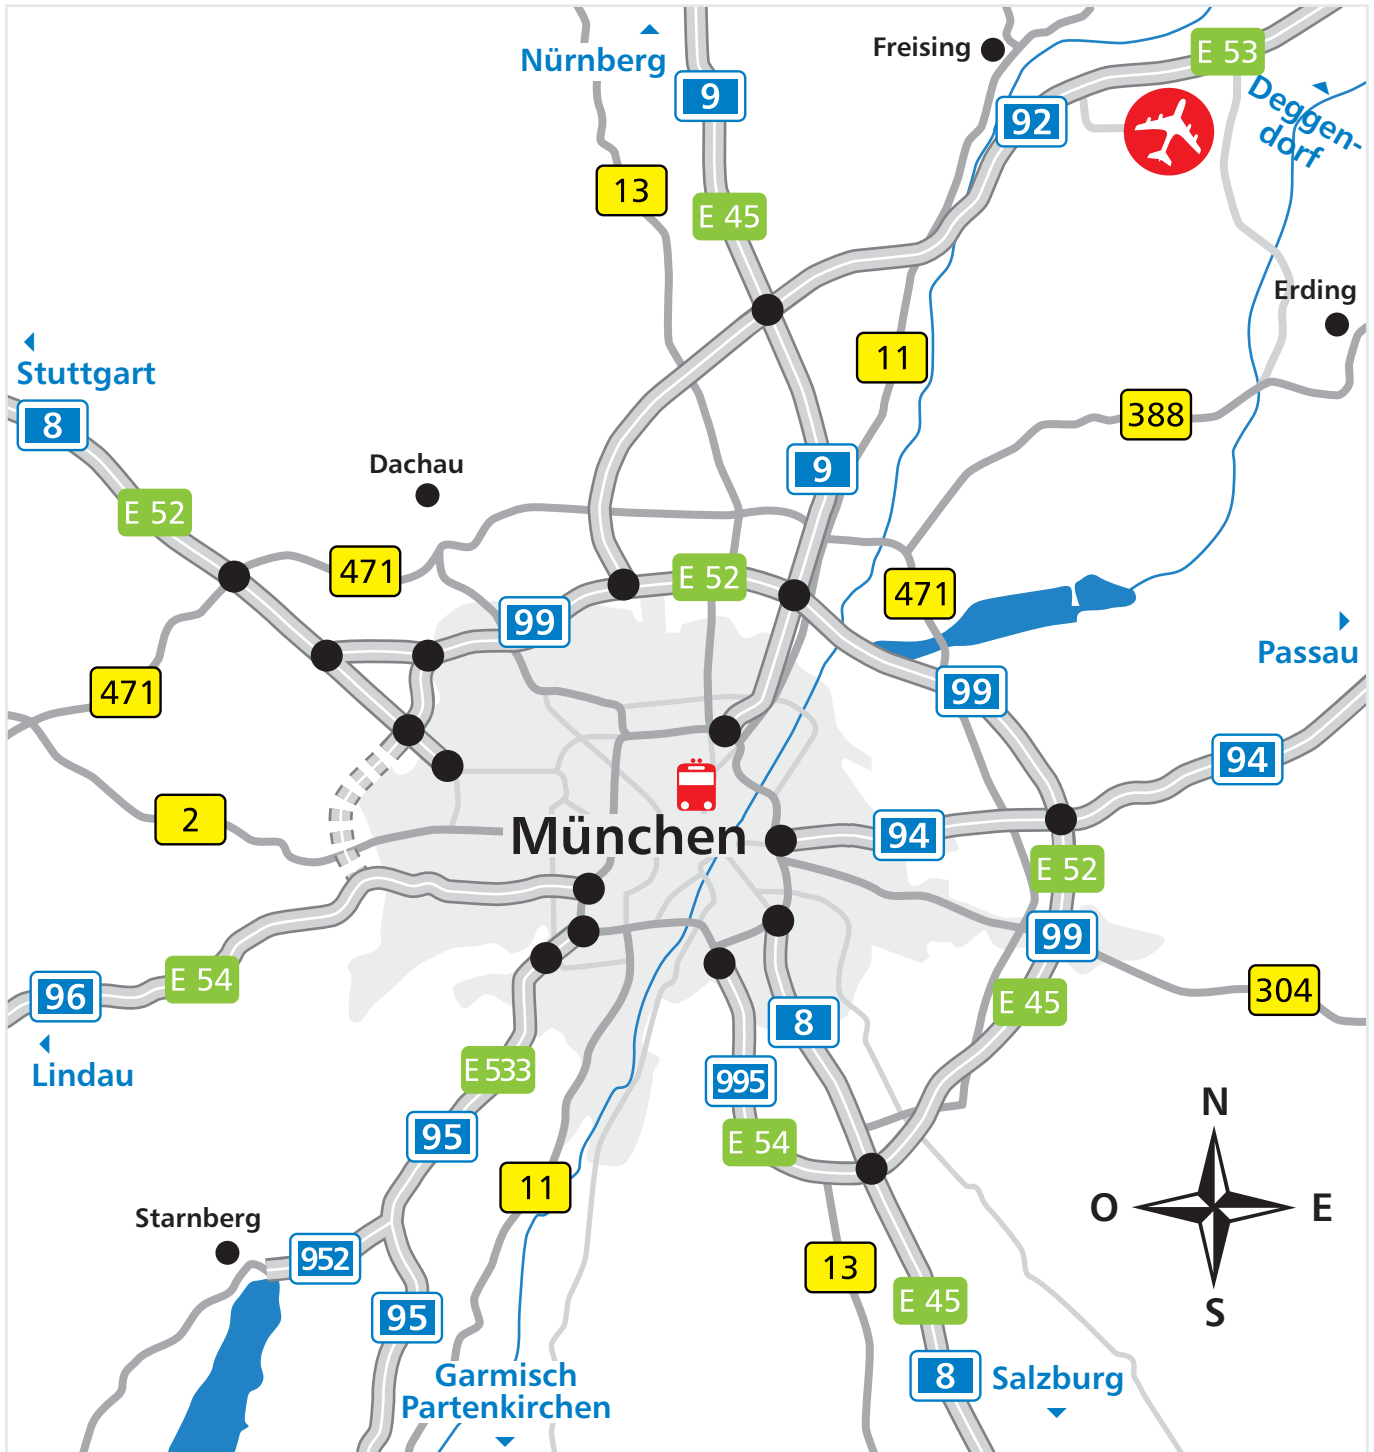 Nürnberg
Freising
E 53
9
92
Deggen-
dorf
13
E 45
Erding
11
Stuttgart
8
388
Dachau
9
E 52
471
E 52
471
99
Passau
471
99
94
2
München
94
E 52
99
E 54
96
304
E 45
8
Lindau
E 533
995
95
E 54
N
11
O
E
Starnberg
952
13
S
95
E 45
Garmisch
Partenkirchen
8
Salzburg